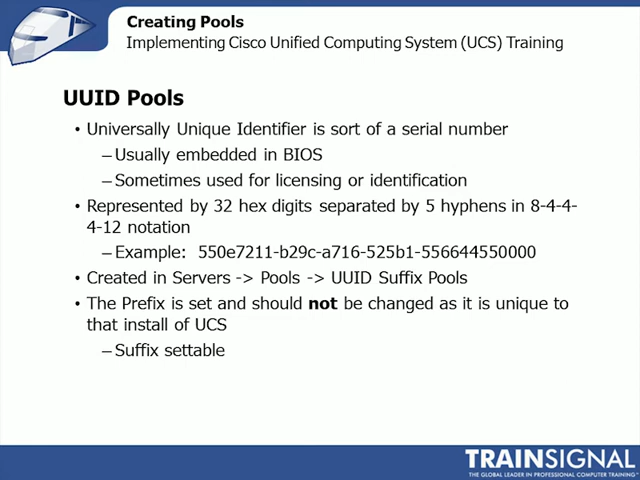 Creating Pools
Implementing Cisco Unified Computing System (UCS) Training
UUID Pools
• Universally Unique Identifier is sort of a serial number
– Usually embedded in BIOS
– Sometimes used for licensing or identification
• Represented by 32 hex digits separated by 5 hyphens in 8-4-4-
4-12 notation
– Example: 550e7211-b29c-a716-525b1-556644550000
• Created in Servers -> Pools -> UUID Suffix Pools
• The Prefix is set and should not be changed as it is unique to
that install of UCS
– Suffix settable
TRAINSIGNAL
THE GLOBAL LEADER IN PROFESSIONAL COMPUTER TRAINING